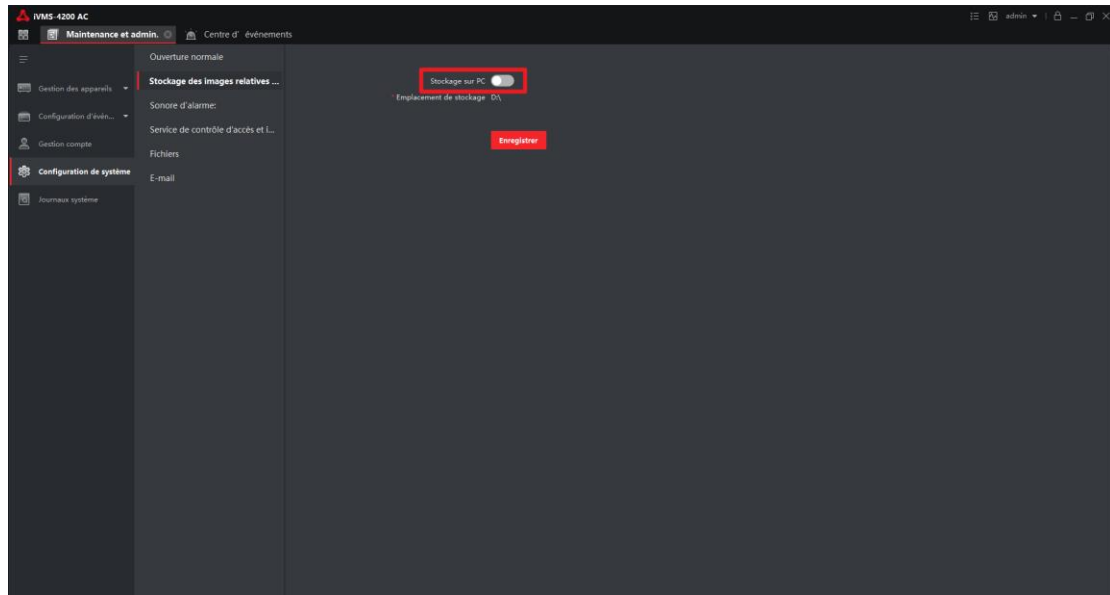 iVMS-4200 AC
admin
Maintenance et admin.
Centre d' événements
Gestion des appareils
Configuration d'évén...
Gestion compte
Configuration de système
Journaux système
Ouverture normale
Stockage des images relatives ...
Sonore d'alarme:
Service de contrôle d'accès et i...
Fichiers
E-mail
Stockage sur PC
* Emplacement de stockage D:\
Enregistrer